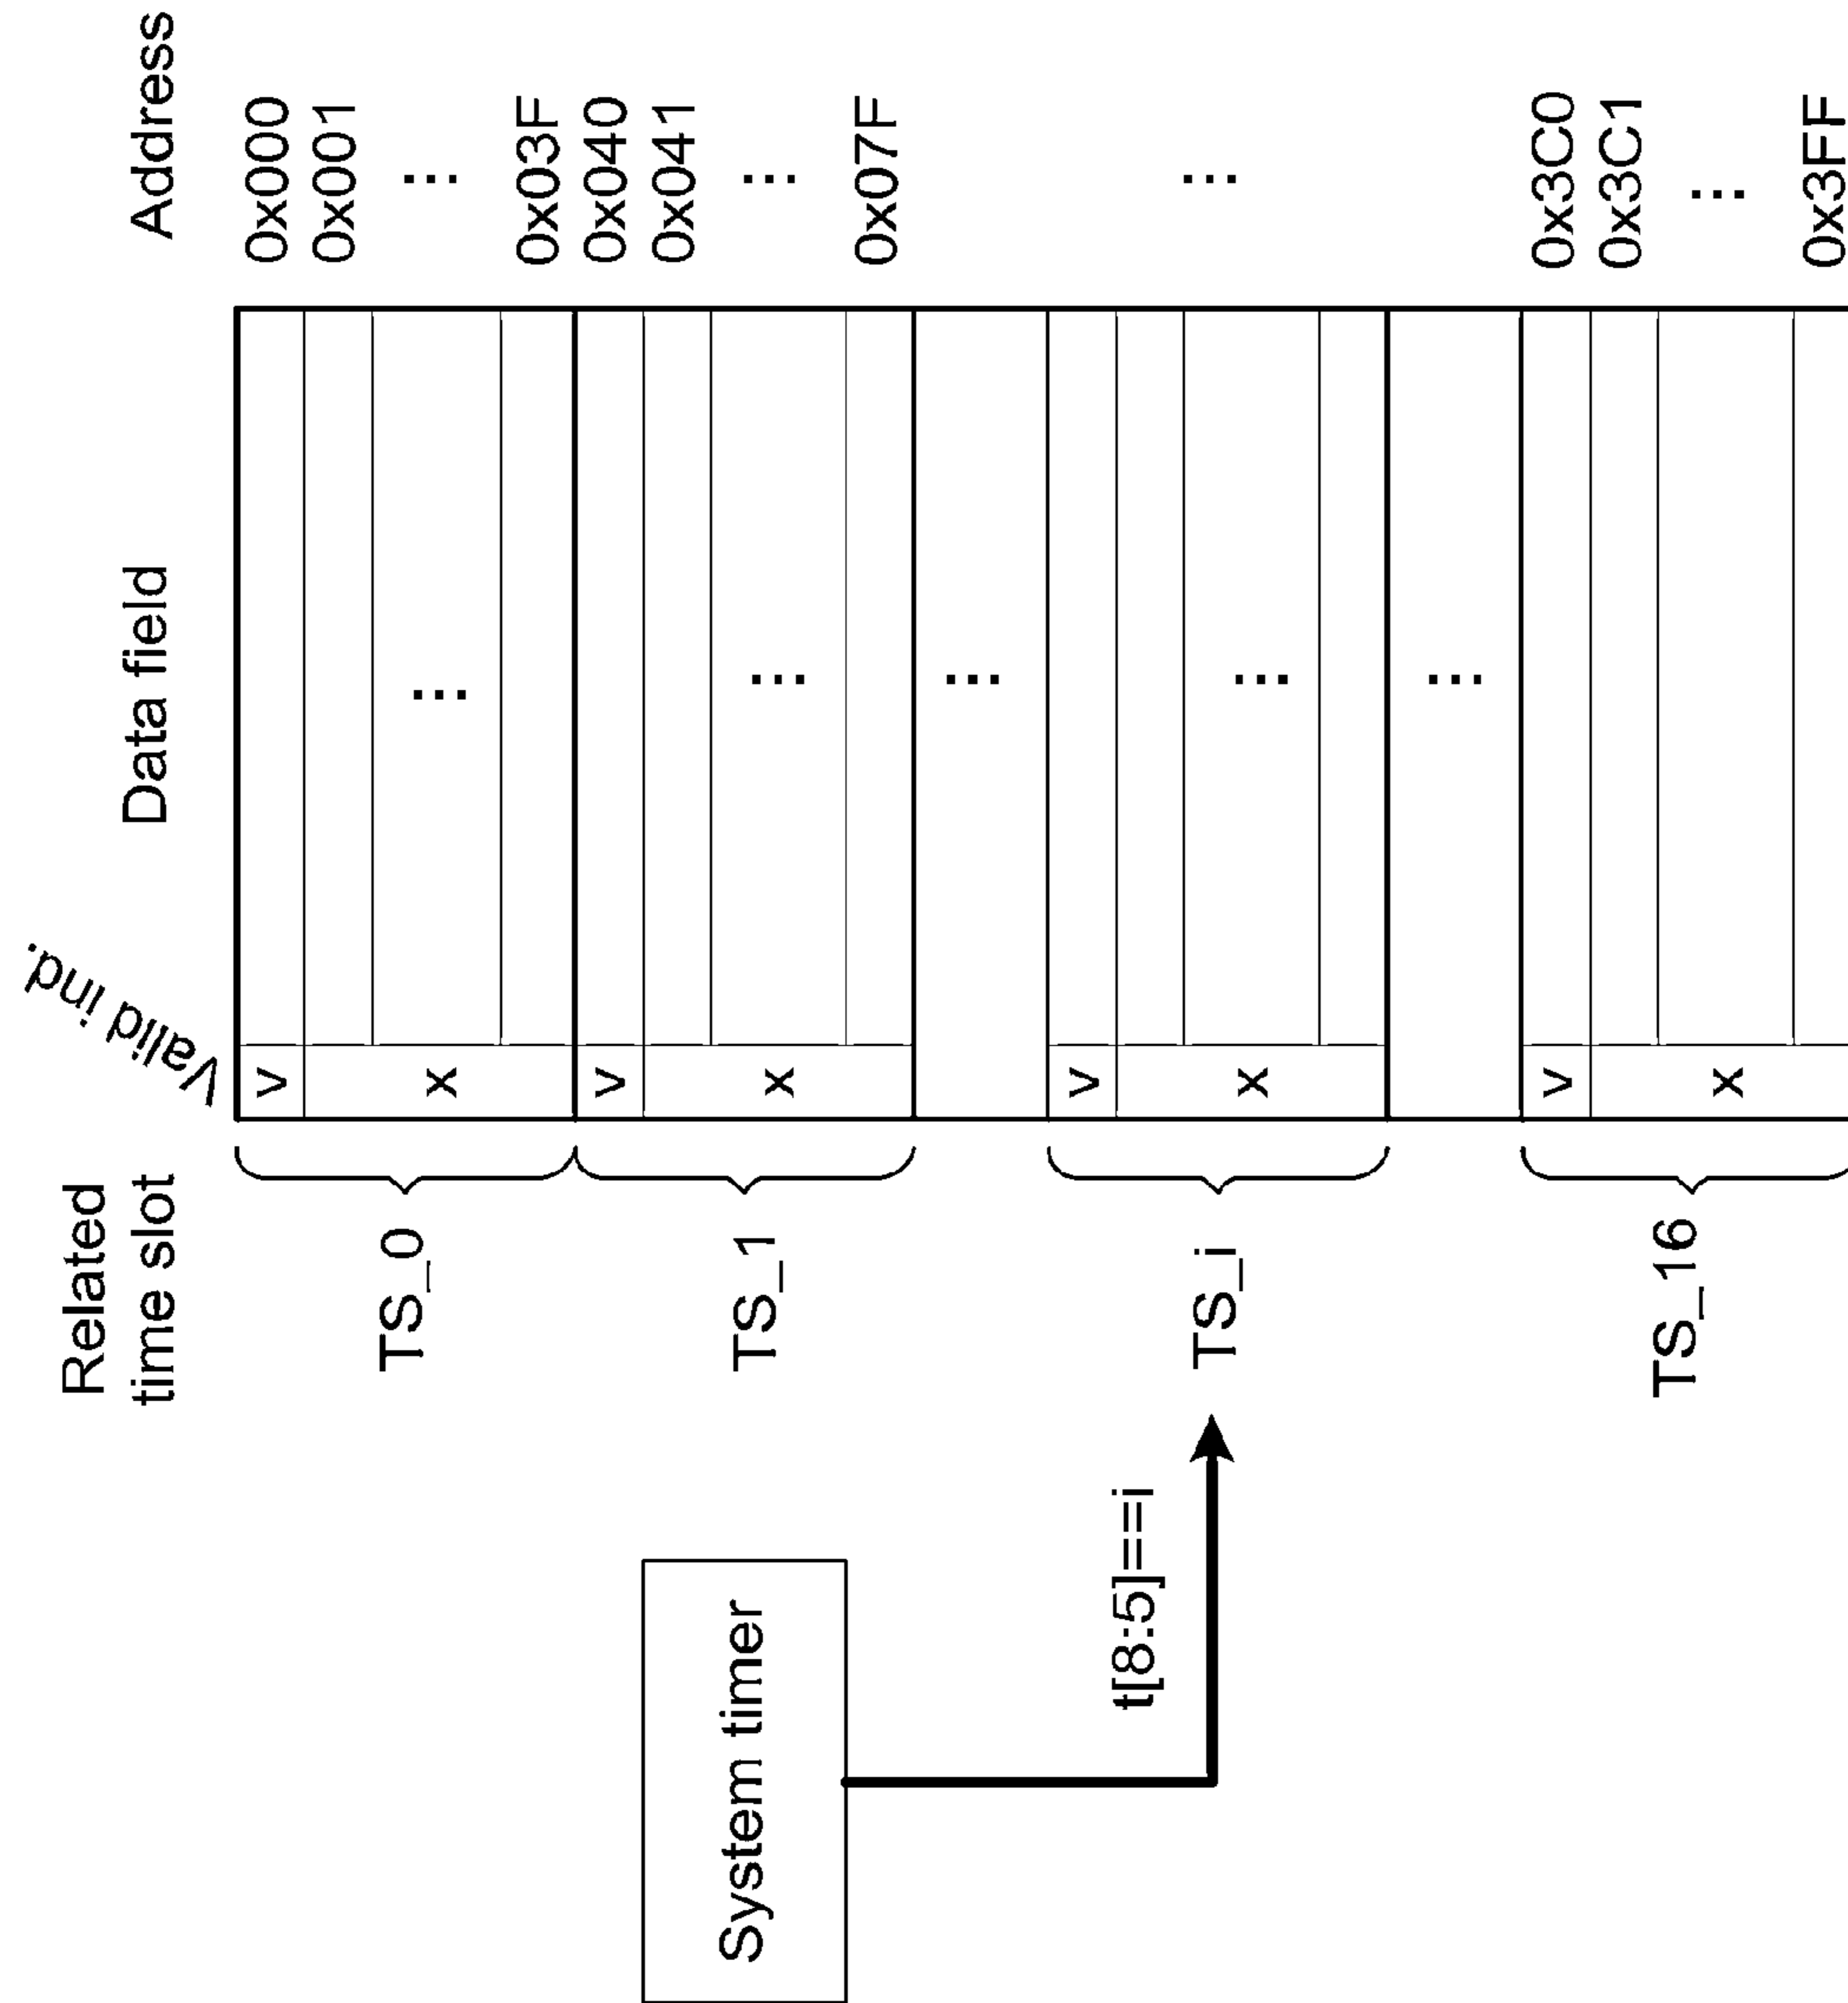 Related
time slot
Valid ind.
Data field
Address
v
0x000
0x001
TS_0
x
...
...
0x03F
v
0x040
0x041
TS_1
x
...
...
0x07F
System timer
...
t[8:5]==i
v
TS_i
x
...
...
...
v
0x3C0
0x3C1
TS_16
x
...
0x3FF